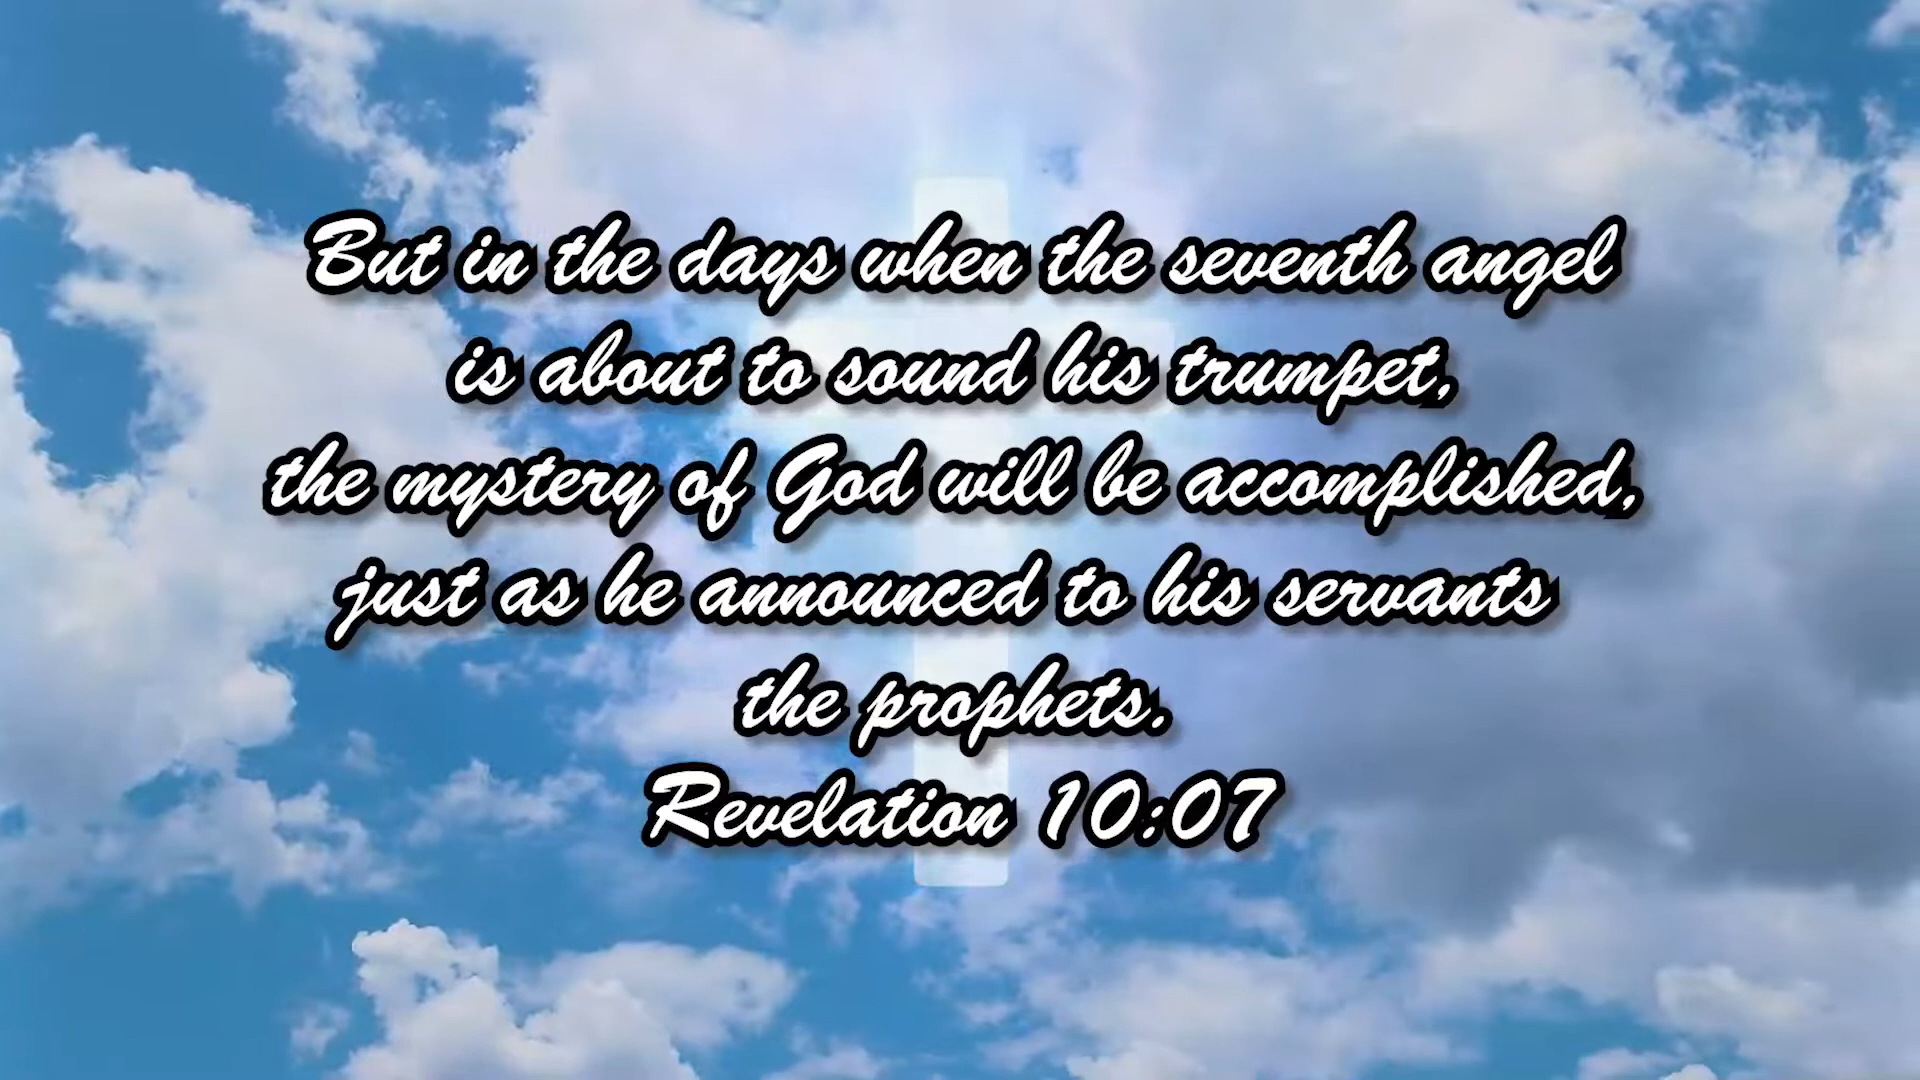 But in the days when the seventh angel
is about to sound his trumpet,
the mystery of God will be accomplished,
just as he announced to his servants
the prophets.
Revelation 10:07